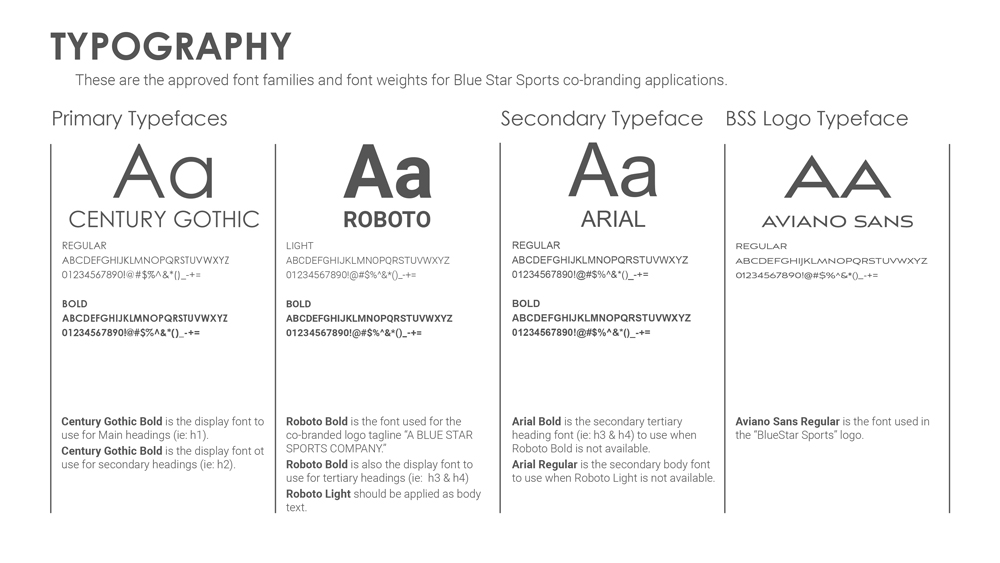 TYPOGRAPHY
These are the approved font families and font weights for Blue Star Sports co-branding applications.
Primary Typefaces
Aa
CENTURY GOTHIC
REGULAR
ABCDEFGHIJKLMNOPQRSTUVWXYZ
01234567890!@#$%^&*()_-+=
BOLD
ABCDEFGHIJKLMNOPQRSTUVWXYZ
01234567890!@#$%^&*()_-+=
Century Gothic Bold is the display font to
use for Main headings (ie: h1).
Century Gothic Bold is the display font ot
use for secondary headings (ie: h2).
Aa
ROBOTO
LIGHT
ABCDEFGHIJKLMNOPQRSTUVWXYZ
01234567890!@#$%^&*()_-+=
BOLD
ABCDEFGHIJKLMNOPQRSTUVWXYZ
01234567890!@#$%^&*()_-+=
Roboto Bold is the font used for the
co-branded logo tagline “A BLUE STAR
SPORTS COMPANY.”
Roboto Bold is also the display font to
use for tertiary headings (ie: h3 & h4)
Roboto Light should be applied as body
text.
Secondary Typeface
Aa
ARIAL
REGULAR
ABCDEFGHIJKLMNOPQRSTUVWXYZ
01234567890!@#$%^&*()_-+=
BOLD
ABCDEFGHIJKLMNOPQRSTUVWXYZ
01234567890!@#$%^&*()_-+=
Arial Bold is the secondary tertiary
heading font (ie: h3 & h4) to use when
Roboto Bold is not available.
Arial Regular is the secondary body font
to use when Roboto Light is not available.
BSS Logo Typeface
AA
AVIANO SANS
REGULAR
ABCDEFGHIJKLMNOPQRSTUVWXYZ
01234567890!@#$%^&*()_-+=
Aviano Sans Regular is the font used in
the “BlueStar Sports” logo.